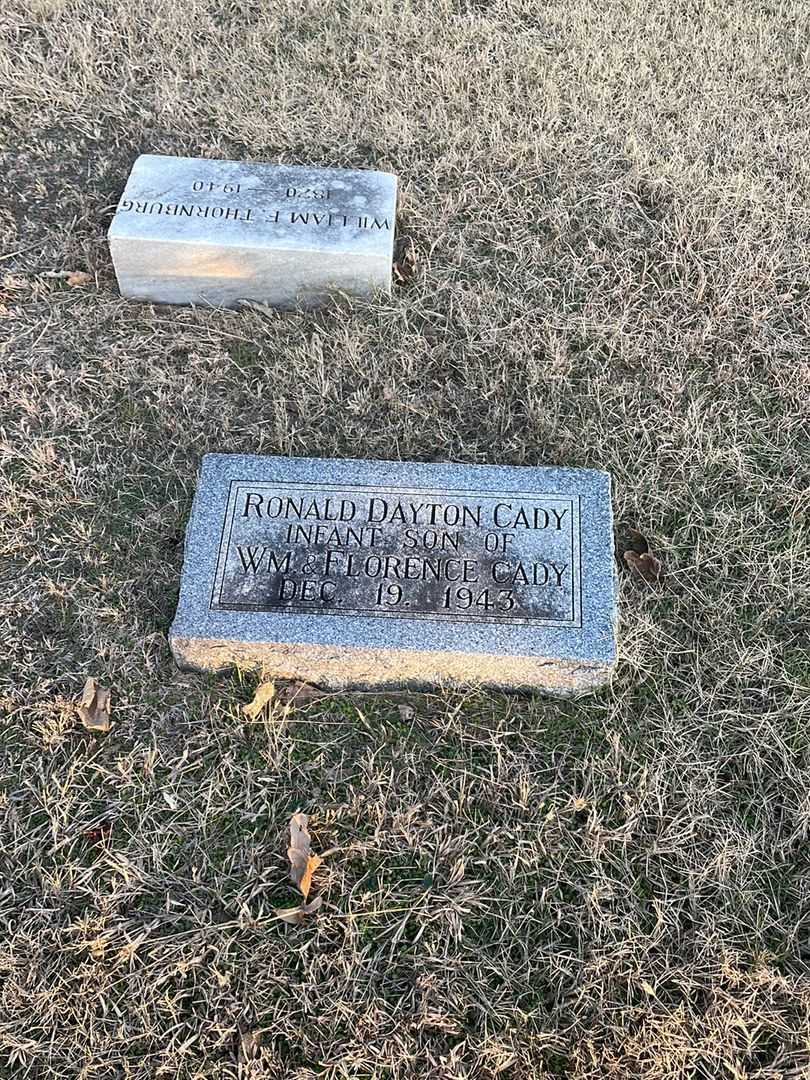 WILLIAM F. THORNBURG
1870 — 1940
RONALD DAYTON CADY
INFANT SON OF
WM & FLORENCE CADY
DEC. 19. 1943